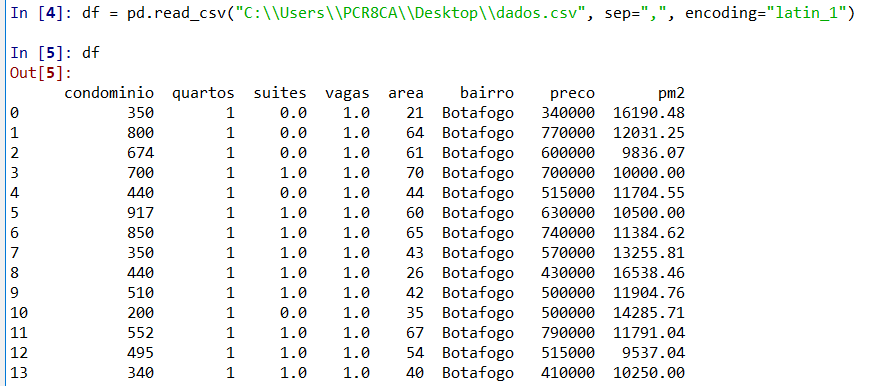 In [4]: df = pd.read_csv("C:\\Users\\PCR8CA\\Desktop\\dados.csv", sep=",", encoding="latin_1")
In [5]: df
Out[5]:
condominio quartos suites vagas area bairro preco pm2
0 350 1 0.0 1.0 21 Botafogo 340000 16190.48
1 800 1 0.0 1.0 64 Botafogo 770000 12031.25
2 674 1 0.0 1.0 61 Botafogo 600000 9836.07
3 700 1 1.0 1.0 70 Botafogo 700000 10000.00
4 440 1 0.0 1.0 44 Botafogo 515000 11704.55
5 917 1 1.0 1.0 60 Botafogo 630000 10500.00
6 850 1 1.0 1.0 65 Botafogo 740000 11384.62
7 350 1 1.0 1.0 43 Botafogo 570000 13255.81
8 440 1 1.0 1.0 26 Botafogo 430000 16538.46
9 510 1 1.0 1.0 42 Botafogo 500000 11904.76
10 200 1 0.0 1.0 35 Botafogo 500000 14285.71
11 552 1 1.0 1.0 67 Botafogo 790000 11791.04
12 495 1 1.0 1.0 54 Botafogo 515000 9537.04
13 340 1 1.0 1.0 40 Botafogo 410000 10250.00